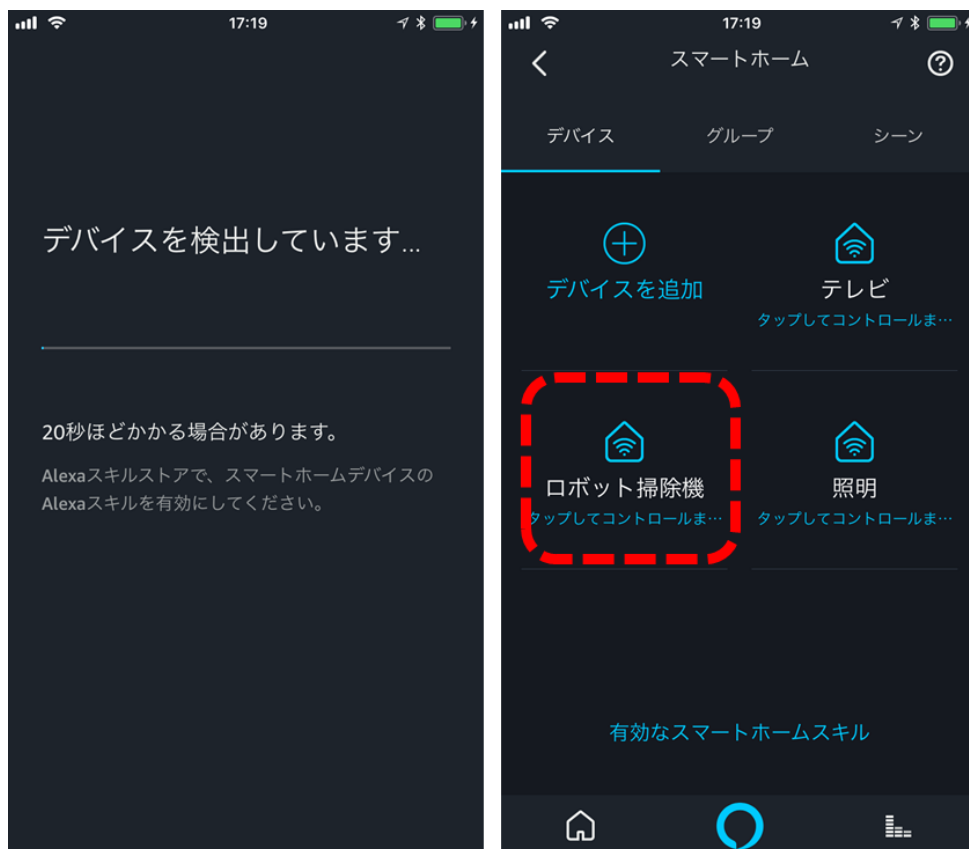 17:19
デバイスを検出しています...
20秒ほどかかる場合があります。
Alexaスキルストアで、スマートホームデバイスの
Alexaスキルを有効にしてください。
17:19
スマートホーム
?
デバイス
グループ
シーン
デバイスを追加
テレビ
タップしてコントロールま…
ロボット掃除機
タップしてコントロールま…
照明
タップしてコントロールま…
有効なスマートホームスキル